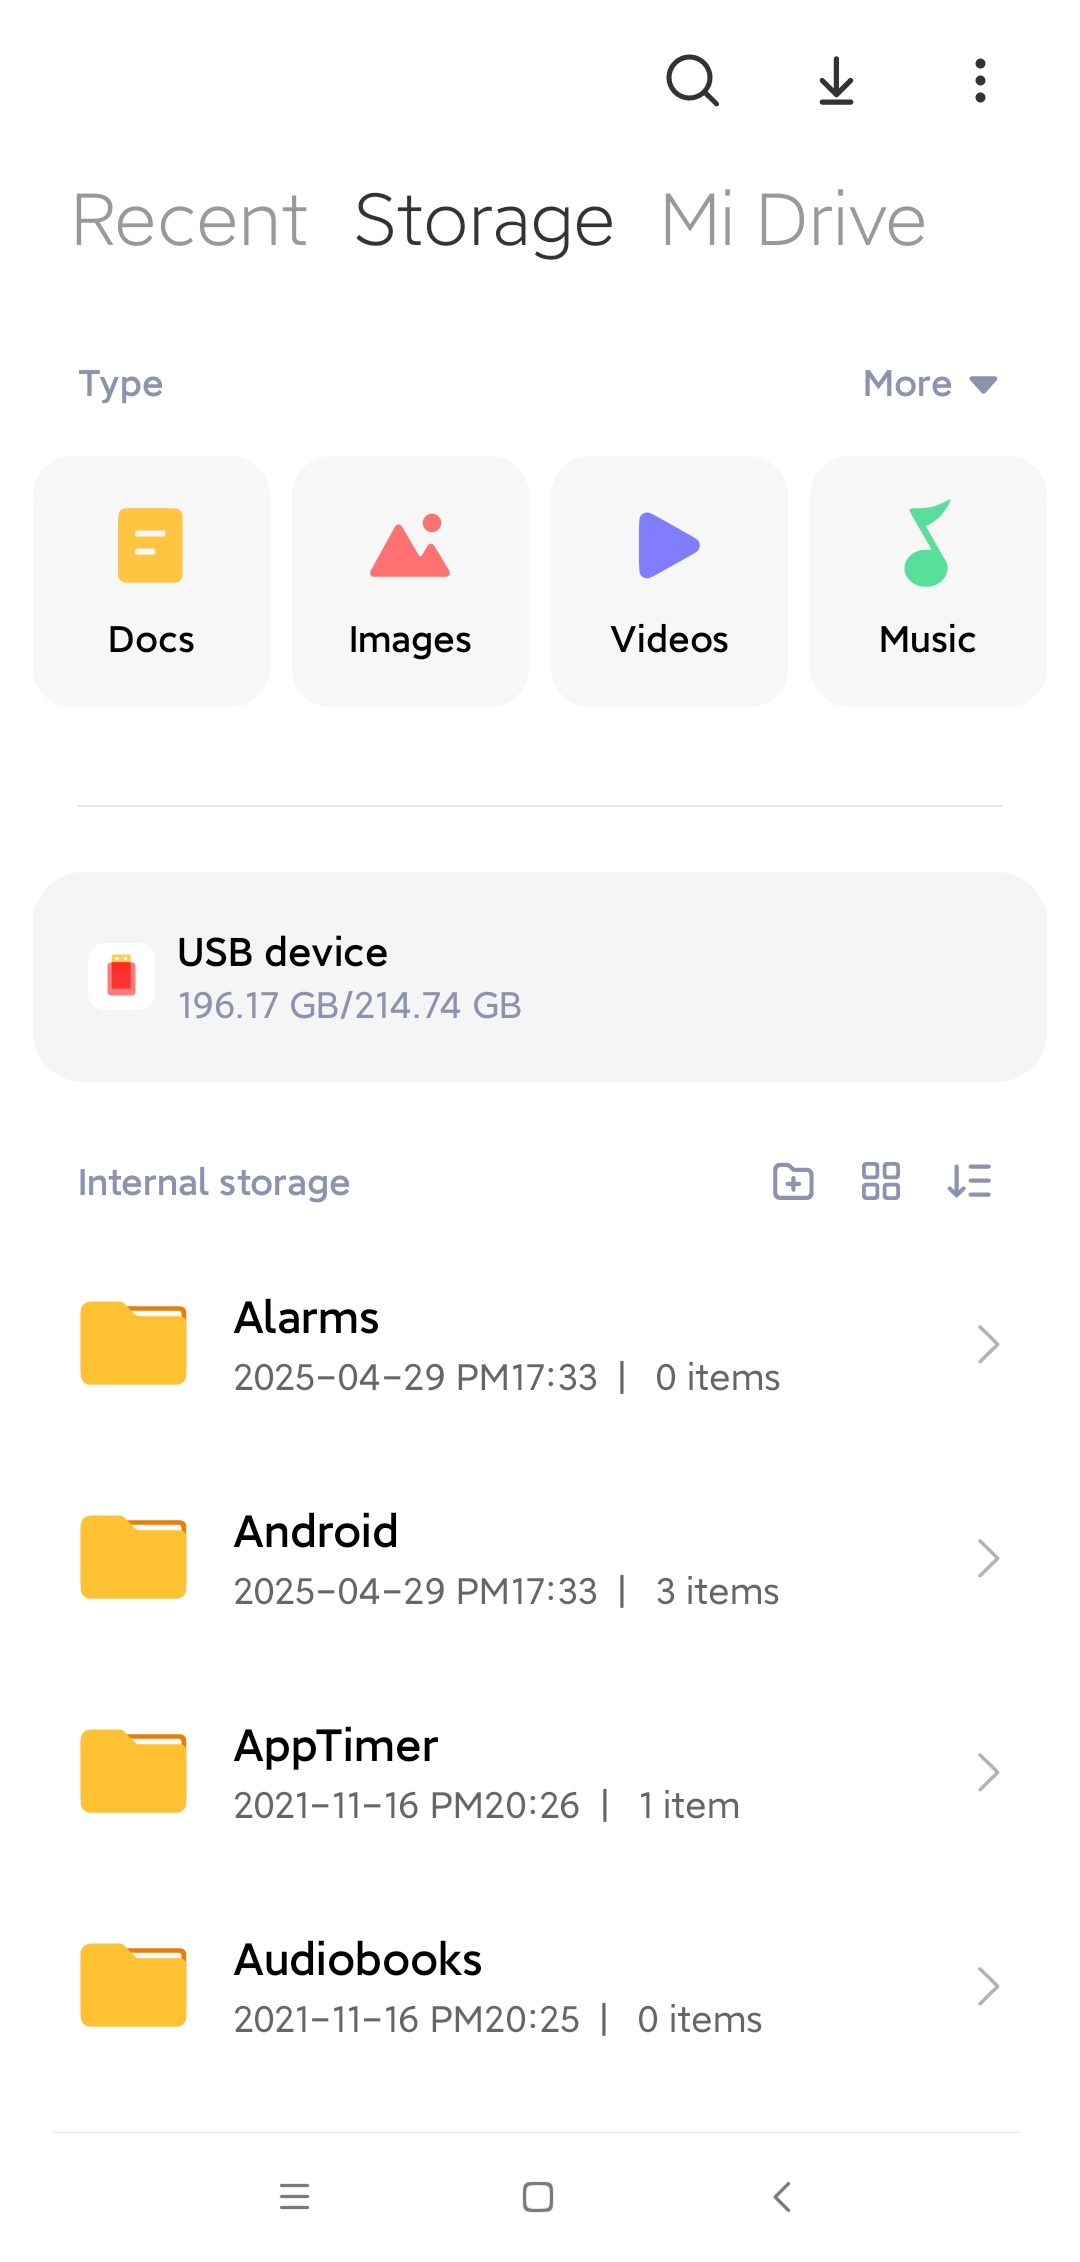 Recent Storage Mi Drive
Type More
Docs Images Videos Music
USB device
196.17 GB/214.74 GB
Internal storage
Alarms
2025-04-29 PM17:33 | 0 items
Android
2025-04-29 PM17:33 | 3 items
AppTimer
2021-11-16 PM20:26 | 1 item
Audiobooks
2021-11-16 PM20:25 | 0 items